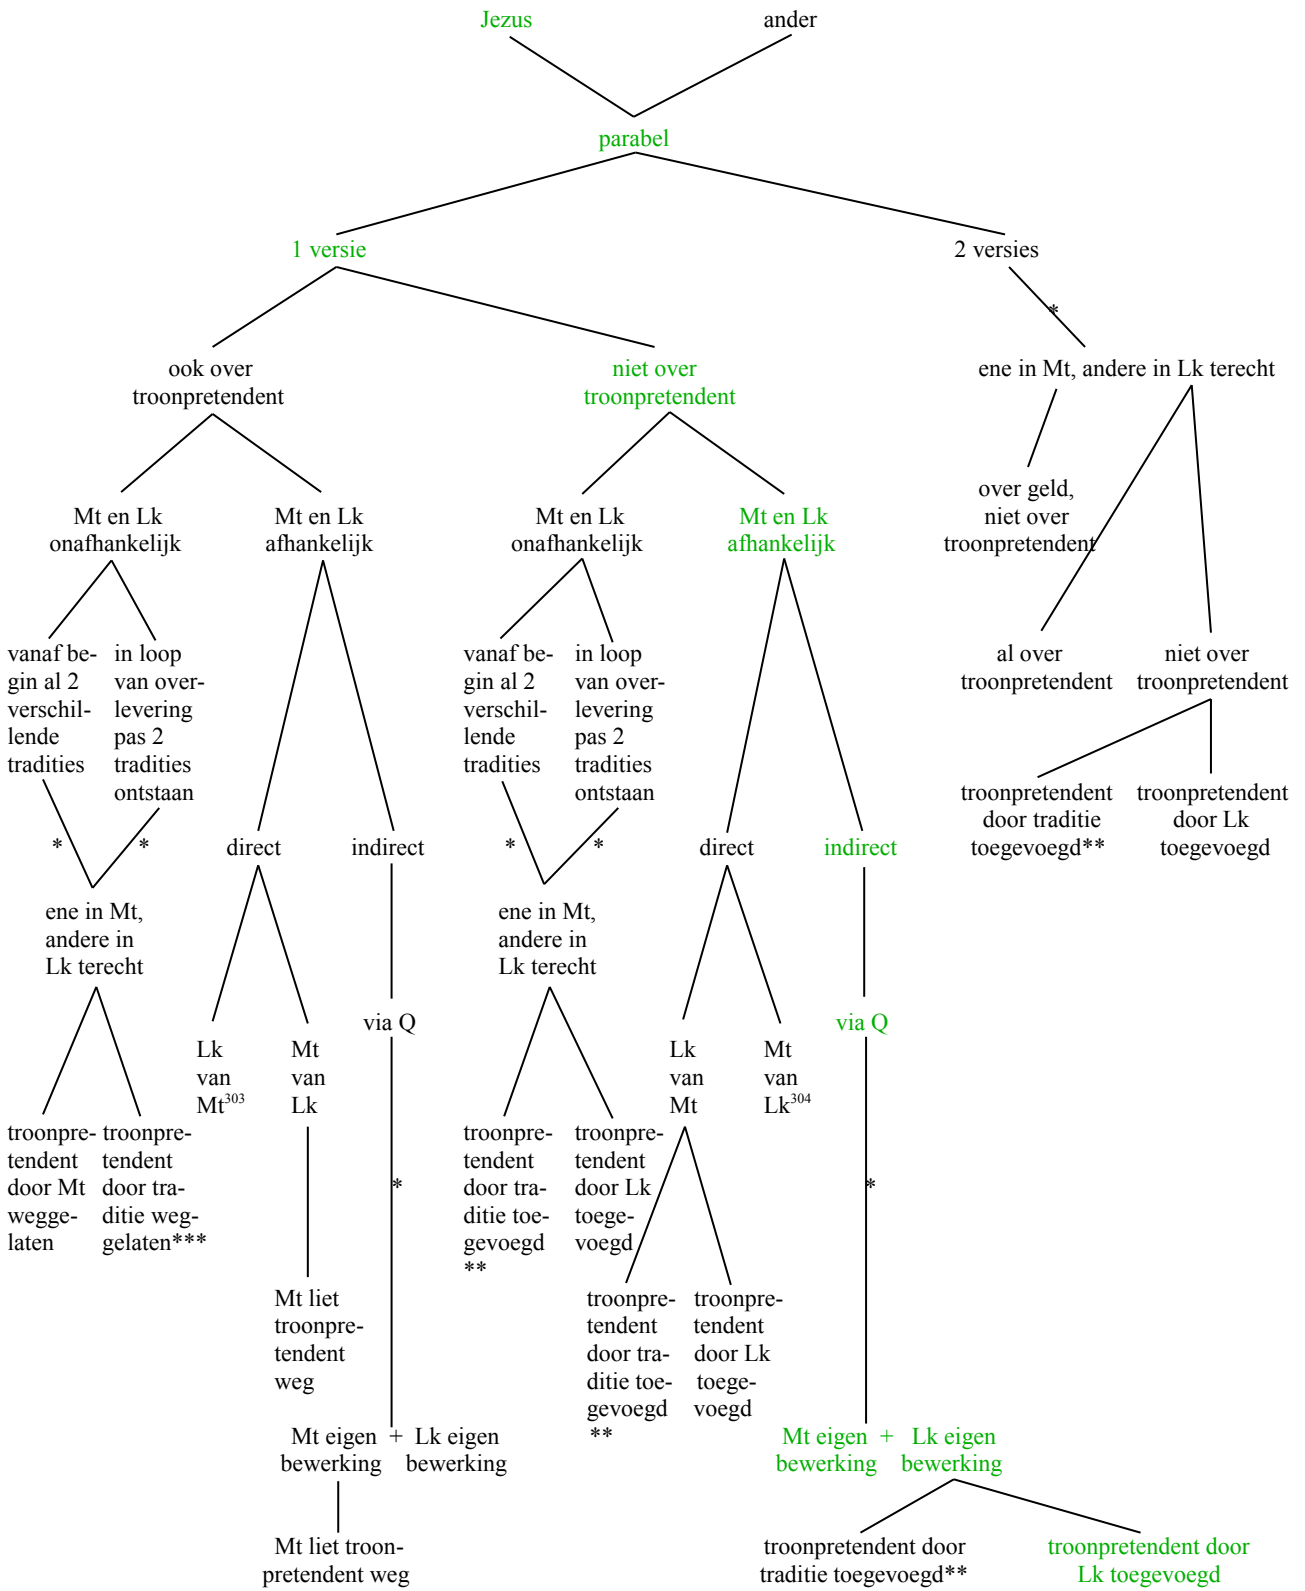 Jezus
ander
parabel
1 versie
2 versies
*
ook over
troonpretendent
niet over
troonpretendent
ene in Mt, andere in Lk terecht
Mt en Lk
onafhankelijk
Mt en Lk
afhankelijk
Mt en Lk
onafhankelijk
Mt en Lk
afhankelijk
over geld,
niet over
troonpretendent
vanaf be-
gin al 2
verschil-
lende
tradities
in loop
van over-
levering
pas 2
tradities
ontstaan
vanaf be-
gin al 2
verschil-
lende
tradities
in loop
van over-
levering
pas 2
tradities
ontstaan
al over
troonpretendent
niet over
troonpretendent
troonpretendent
door traditie
toegevoegd**
troonpretendent
door Lk
toegevoegd
*
*
direct
indirect
*
*
direct
indirect
ene in Mt,
andere in
Lk terecht
ene in Mt,
andere in
Lk terecht
via Q
via Q
Lk
van
Mt303
Mt
van
Lk
Lk
van
Mt
Mt
van
Lk304
troonpre-
tendent
door Mt
wegge-
laten
troonpre-
tendent
door tra-
ditie weg-
gelaten***
*
troonpre-
tendent
door tra-
ditie toe-
gevoegd
**
troonpre-
tendent
door Lk
toege-
voegd
*
Mt liet
troonpre-
tendent
weg
troonpre-
tendent
door tra-
ditie toe-
gevoegd
**
troonpre-
tendent
door Lk
toege-
voegd
Mt eigen + Lk eigen
bewerking bewerking
Mt eigen + Lk eigen
bewerking bewerking
Mt liet troon-
pretendent weg
troonpretendent door
traditie toegevoegd**
troonpretendent door
Lk toegevoegd